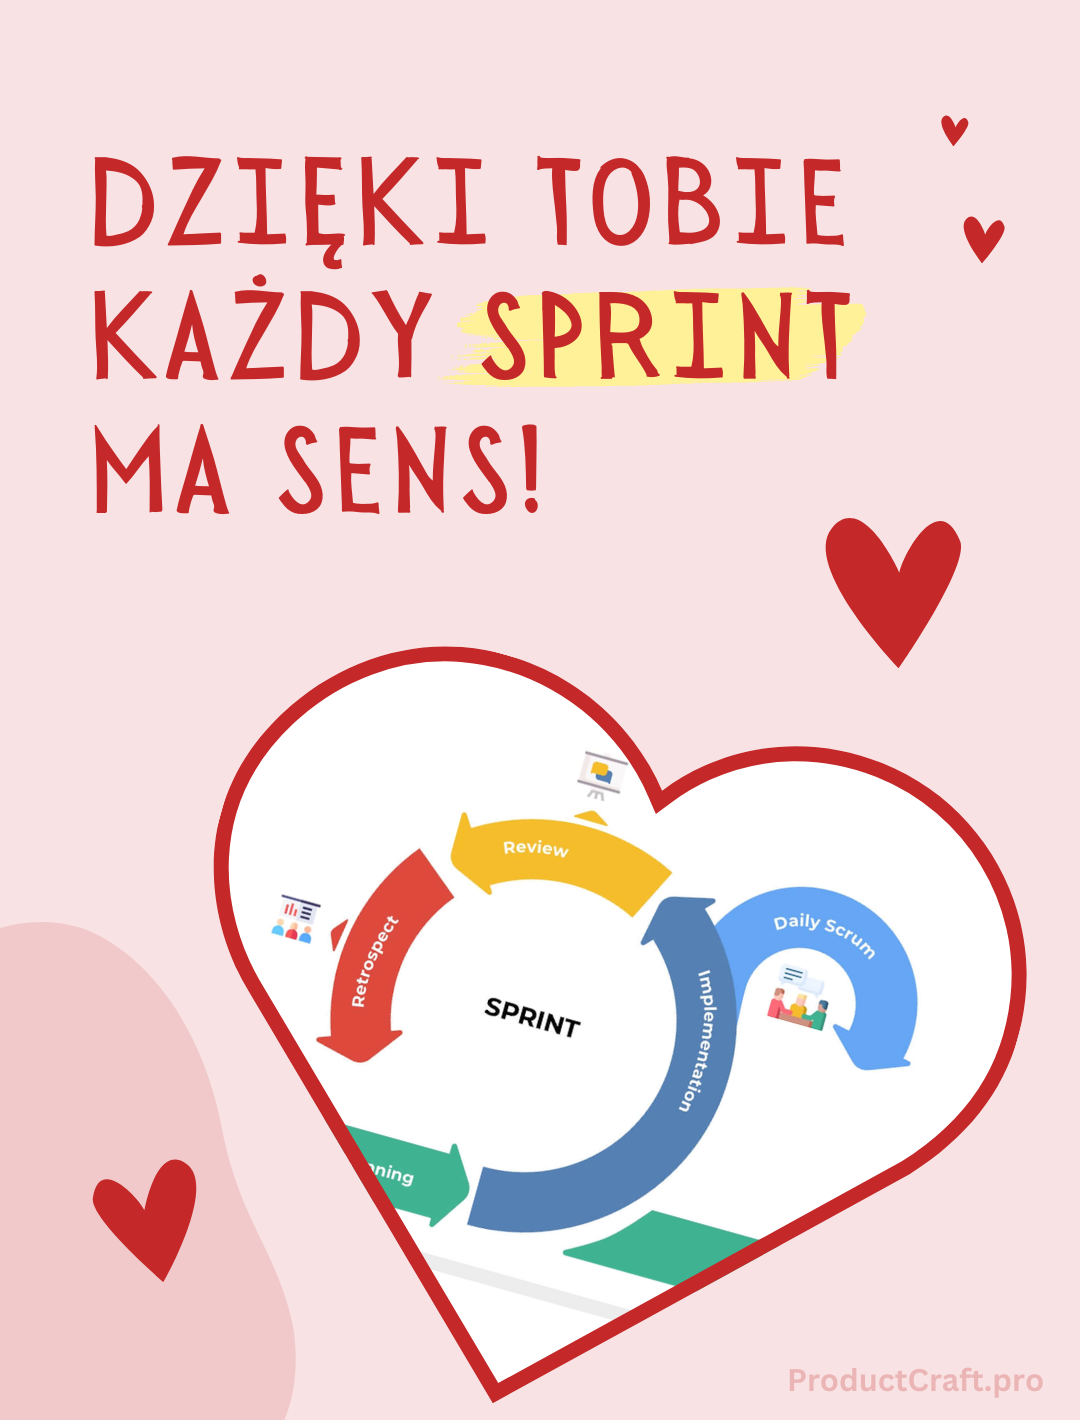 DZIĘKI TOBIE
KAŻDY SPRINT
MA SENS!
Review
Retrospect
Daily Scrum
Implementation
SPRINT
nning
ProductCraft.pro